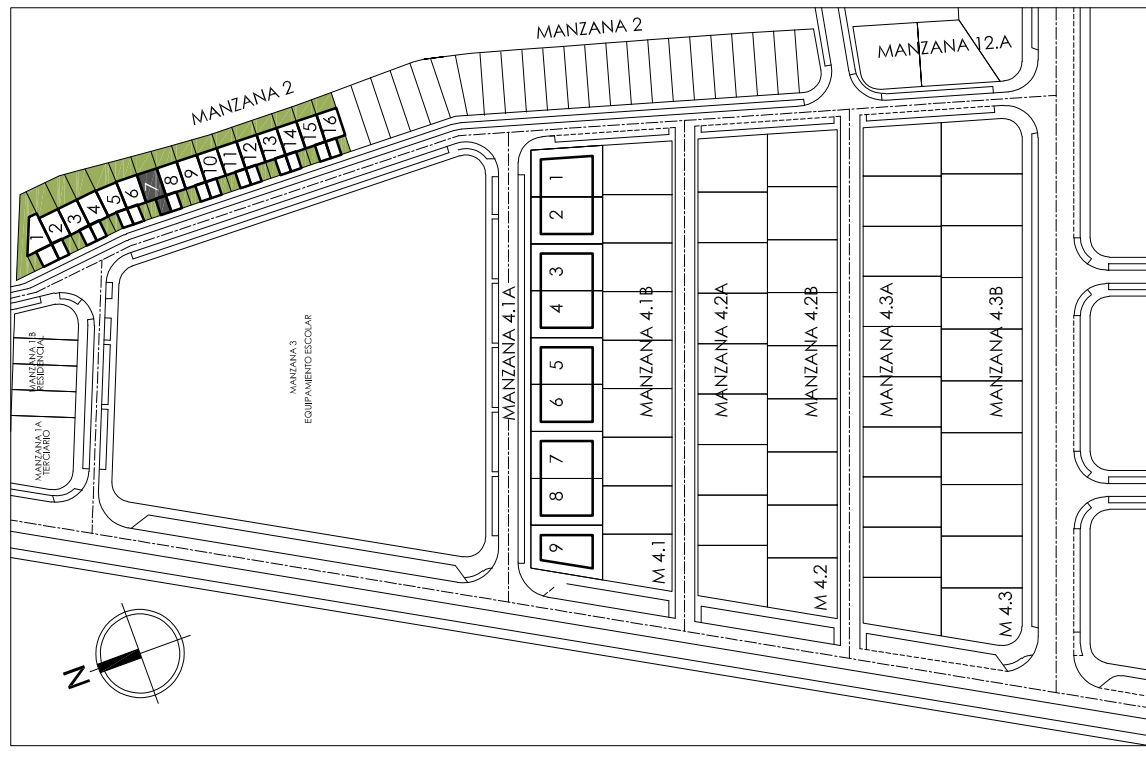 MANZANA 2
MANZANA 2
MANZANA 12.A
1
2
3
4
5
6
7
8
9
10
11
12
13
14
15
16
MANZANA 1B
RESIDENCIAL
MANZANA 1A
TERCIARIO
MANZANA 3
EQUIPAMIENTO ESCOLAR
MANZANA 4.1A
1
2
3
4
5
6
7
8
9
MANZANA 4.1B
M 4.1
MANZANA 4.2A
MANZANA 4.2B
M 4.2
MANZANA 4.3A
MANZANA 4.3B
M 4.3
N